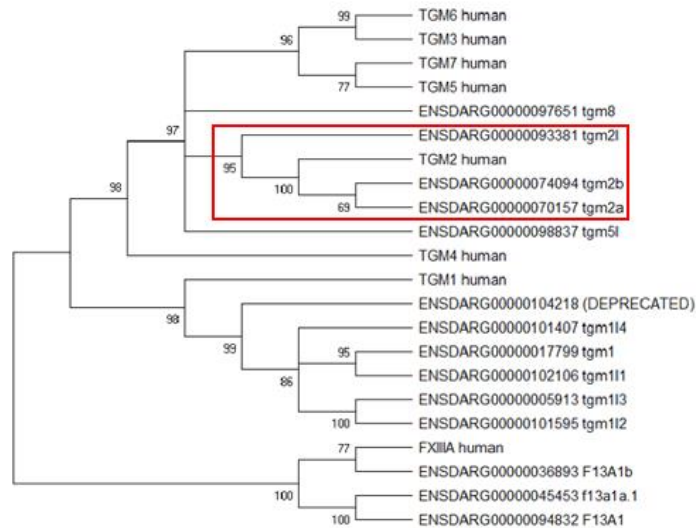 99
TGM6 human
96
TGM3 human
TGM7 human
77
TGM5 human
97
ENSDARG00000097651 tgm8
ENSDARG00000093381 tgm2l
95
TGM2 human
98
100
ENSDARG00000074094 tgm2b
69
ENSDARG00000070157 tgm2a
ENSDARG00000098837 tgm5l
TGM4 human
TGM1 human
98
ENSDARG00000104218 (DEPRECATED)
99
ENSDARG00000101407 tgm1l4
95
ENSDARG00000017799 tgm1
86
ENSDARG00000102106 tgm1l1
ENSDARG00000005913 tgm1l3
100
ENSDARG00000101595 tgm1l2
77
FXIIIA human
ENSDARG00000036893 F13A1b
100
ENSDARG00000045453 f13a1a.1
100
ENSDARG00000094832 F13A1